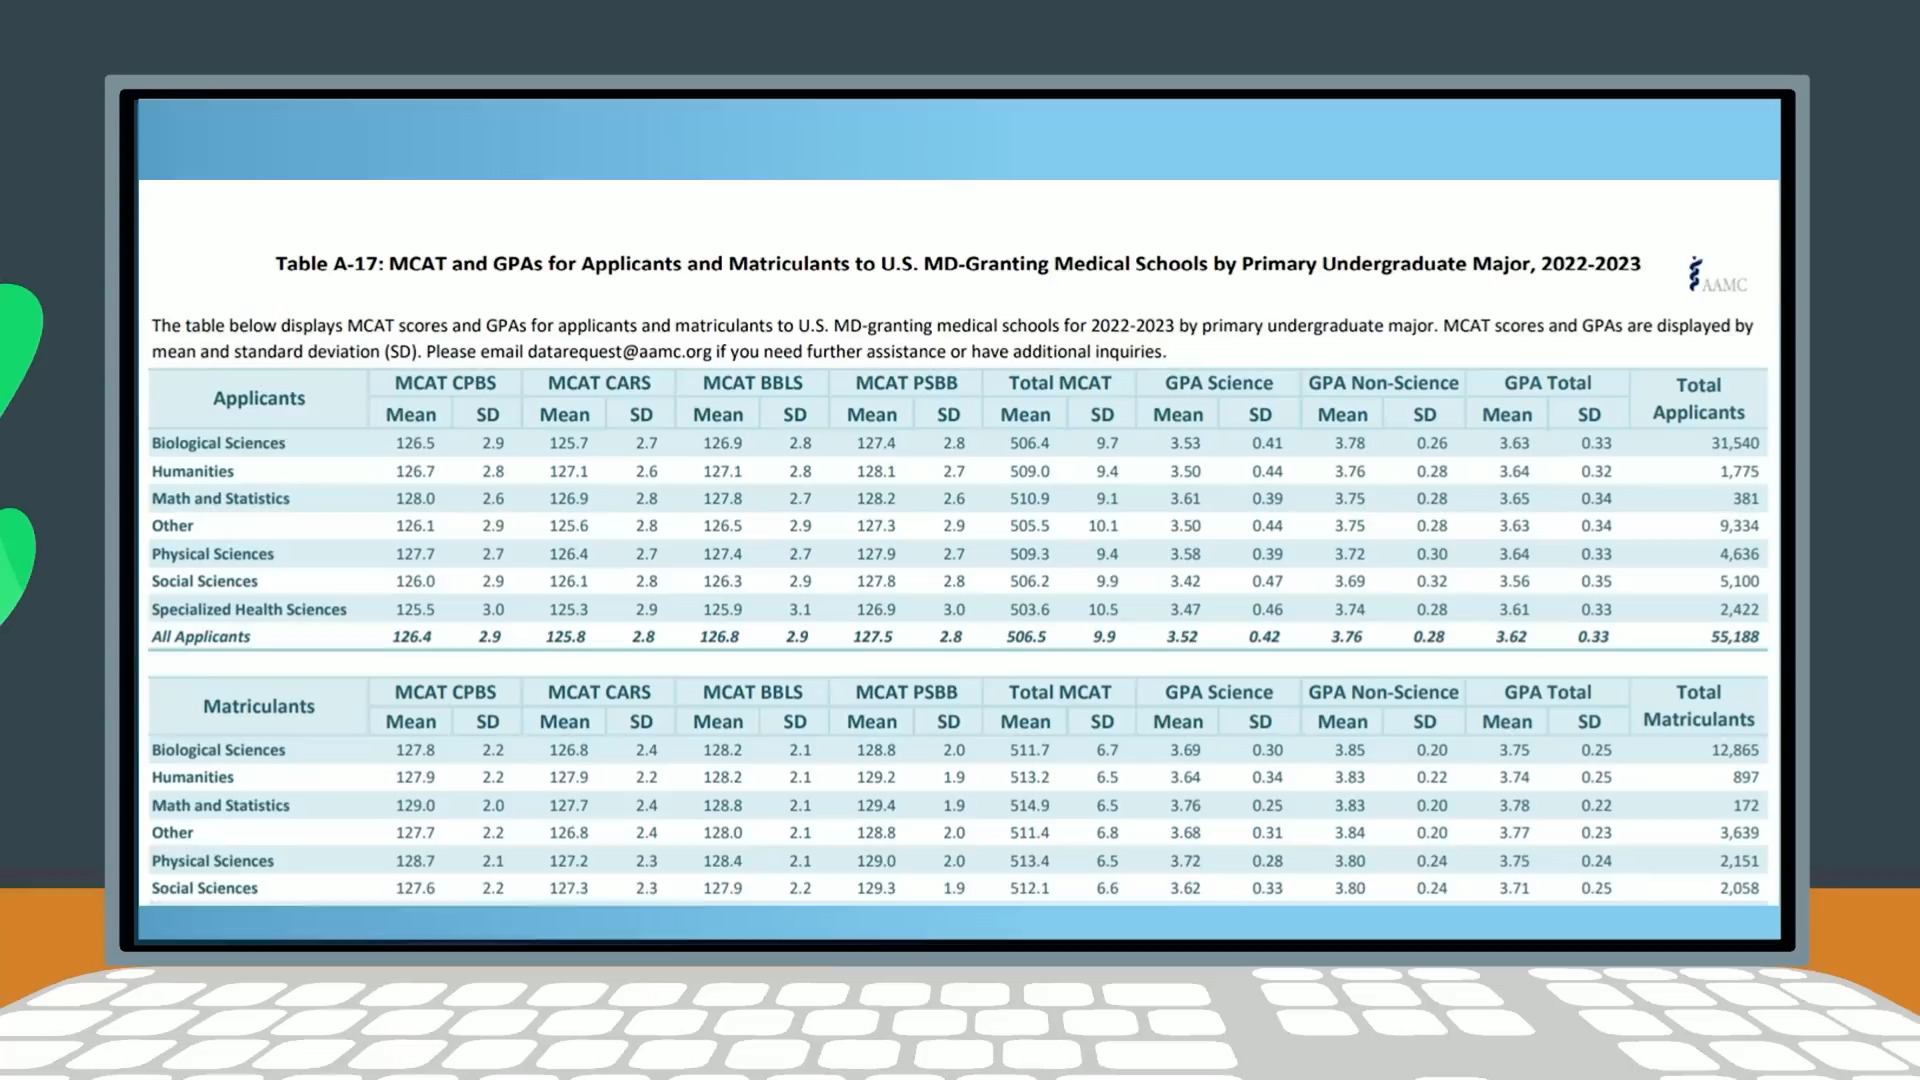 Table A-17: MCAT and GPAs for Applicants and Matriculants to U.S. MD-Granting Medical Schools by Primary Undergraduate Major, 2022-2023
AAMC
The table below displays MCAT scores and GPAs for applicants and matriculants to U.S. MD-granting medical schools for 2022-2023 by primary undergraduate major. MCAT scores and GPAs are displayed by
mean and standard deviation (SD). Please email datarequest@aamc.org if you need further assistance or have additional inquiries.
Applicants MCAT CPBS MCAT CARS MCAT BBLS MCAT PSBB Total MCAT GPA Science GPA Non-Science GPA Total Total Applicants
Mean SD Mean SD Mean SD Mean SD Mean SD Mean SD Mean SD Mean SD
Biological Sciences 126.5 2.9 125.7 2.7 126.9 2.8 127.4 2.8 506.4 9.7 3.53 0.41 3.78 0.26 3.63 0.33 31,540
Humanities 126.7 2.8 127.1 2.6 127.1 2.8 128.1 2.7 509.0 9.4 3.50 0.44 3.76 0.28 3.64 0.32 1,775
Math and Statistics 128.0 2.6 126.9 2.8 127.8 2.7 128.2 2.6 510.9 9.1 3.61 0.39 3.75 0.28 3.65 0.34 381
Other 126.1 2.9 125.6 2.8 126.5 2.9 127.3 2.9 505.5 10.1 3.50 0.44 3.75 0.28 3.63 0.34 9,334
Physical Sciences 127.7 2.7 126.4 2.7 127.4 2.7 127.9 2.7 509.3 9.4 3.58 0.39 3.72 0.30 3.64 0.33 4,636
Social Sciences 126.0 2.9 126.1 2.8 126.3 2.9 127.8 2.8 506.2 9.9 3.42 0.47 3.69 0.32 3.56 0.35 5,100
Specialized Health Sciences 125.5 3.0 125.3 2.9 125.9 3.1 126.9 3.0 503.6 10.5 3.47 0.46 3.74 0.28 3.61 0.33 2,422
All Applicants 126.4 2.9 125.8 2.8 126.8 2.9 127.5 2.8 506.5 9.9 3.52 0.42 3.76 0.28 3.62 0.33 55,188
Matriculants MCAT CPBS MCAT CARS MCAT BBLS MCAT PSBB Total MCAT GPA Science GPA Non-Science GPA Total Total Matriculants
Mean SD Mean SD Mean SD Mean SD Mean SD Mean SD Mean SD Mean SD
Biological Sciences 127.8 2.2 126.8 2.4 128.2 2.1 128.8 2.0 511.7 6.7 3.69 0.30 3.85 0.20 3.75 0.25 12,865
Humanities 127.9 2.2 127.9 2.2 128.2 2.1 129.2 1.9 513.2 6.5 3.64 0.34 3.83 0.22 3.74 0.25 897
Math and Statistics 129.0 2.0 127.7 2.4 128.8 2.1 129.4 1.9 514.9 6.5 3.76 0.25 3.83 0.20 3.78 0.22 172
Other 127.7 2.2 126.8 2.4 128.0 2.1 128.8 2.0 511.4 6.8 3.68 0.31 3.84 0.20 3.77 0.23 3,639
Physical Sciences 128.7 2.1 127.2 2.3 128.4 2.1 129.0 2.0 513.4 6.5 3.72 0.28 3.80 0.24 3.75 0.24 2,151
Social Sciences 127.6 2.2 127.3 2.3 127.9 2.2 129.3 1.9 512.1 6.6 3.62 0.33 3.80 0.24 3.71 0.25 2,058